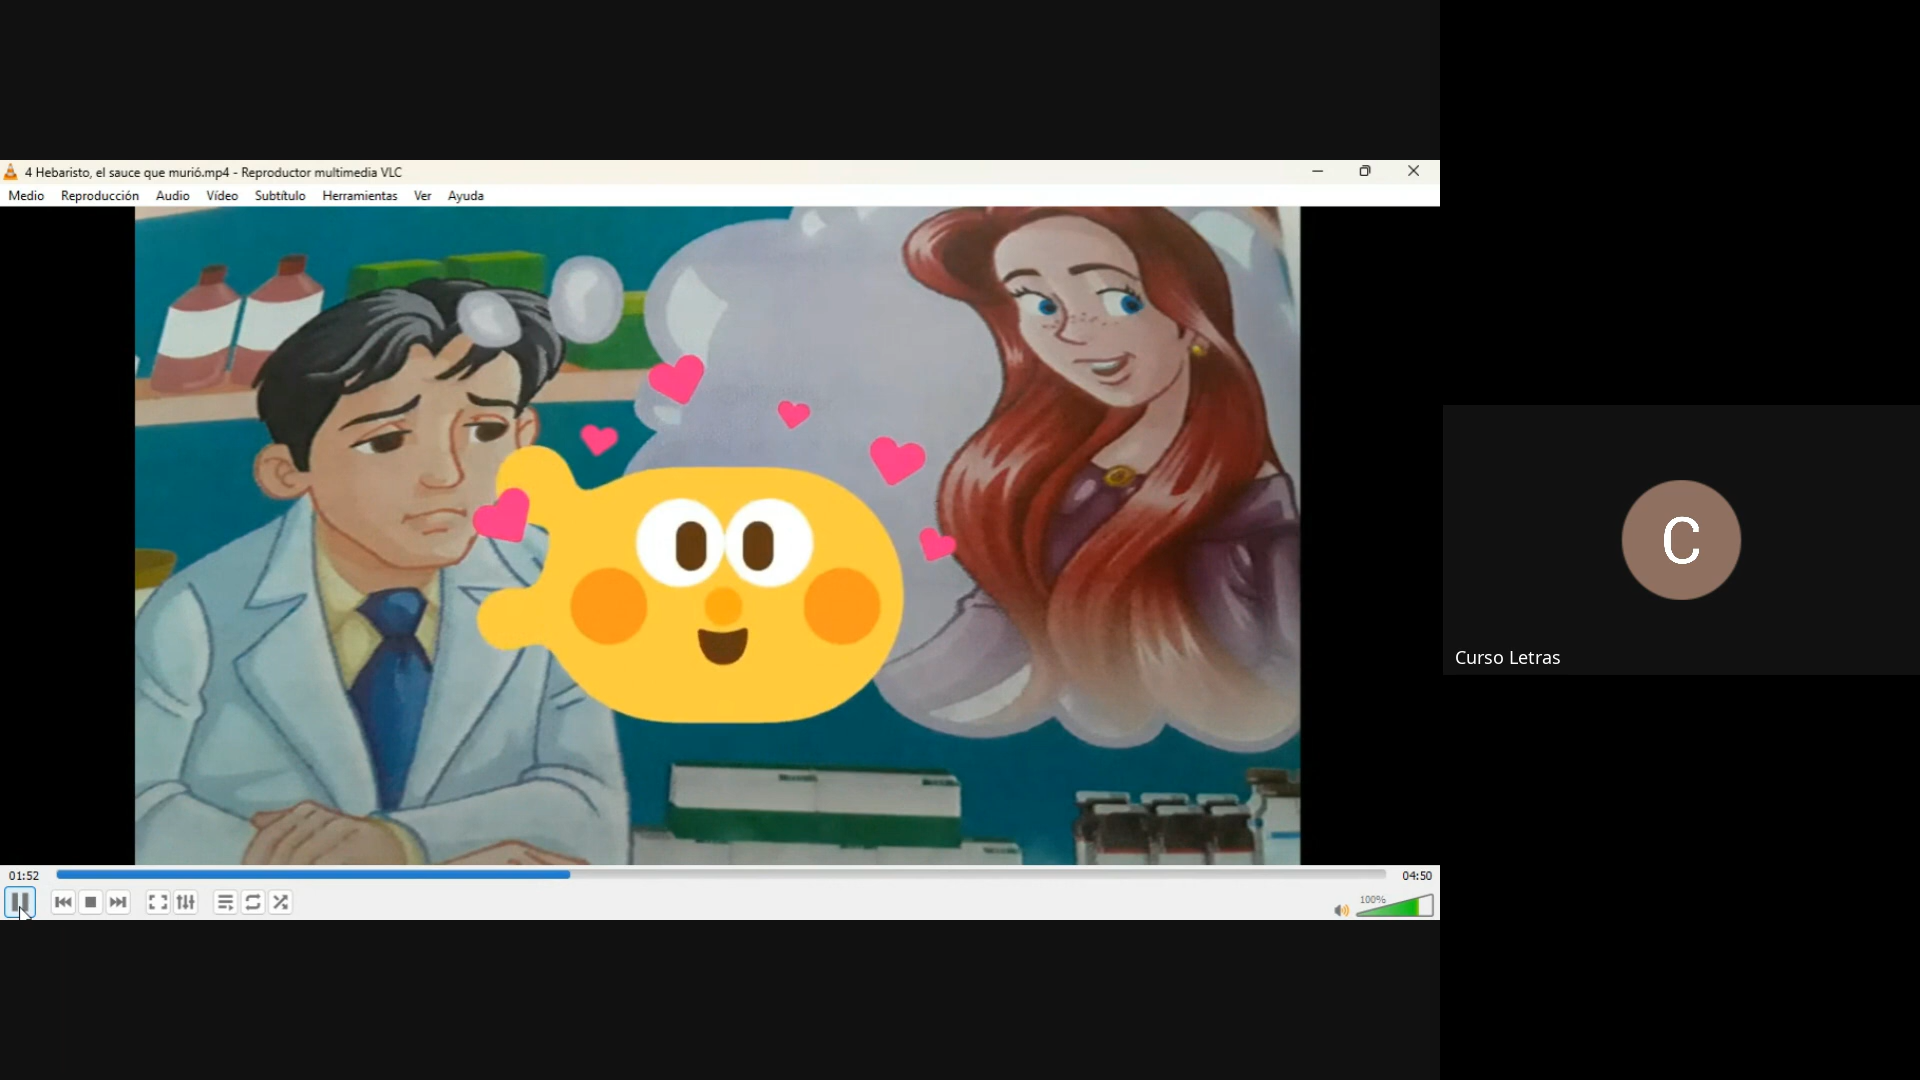 4 Hebaristo, el sauce que murió.mp4 - Reproductor multimedia VLC
Medio Reproducción Audio Vídeo Subtítulo Herramientas Ver Ayuda
C
Curso Letras
01:52
04:50
100%